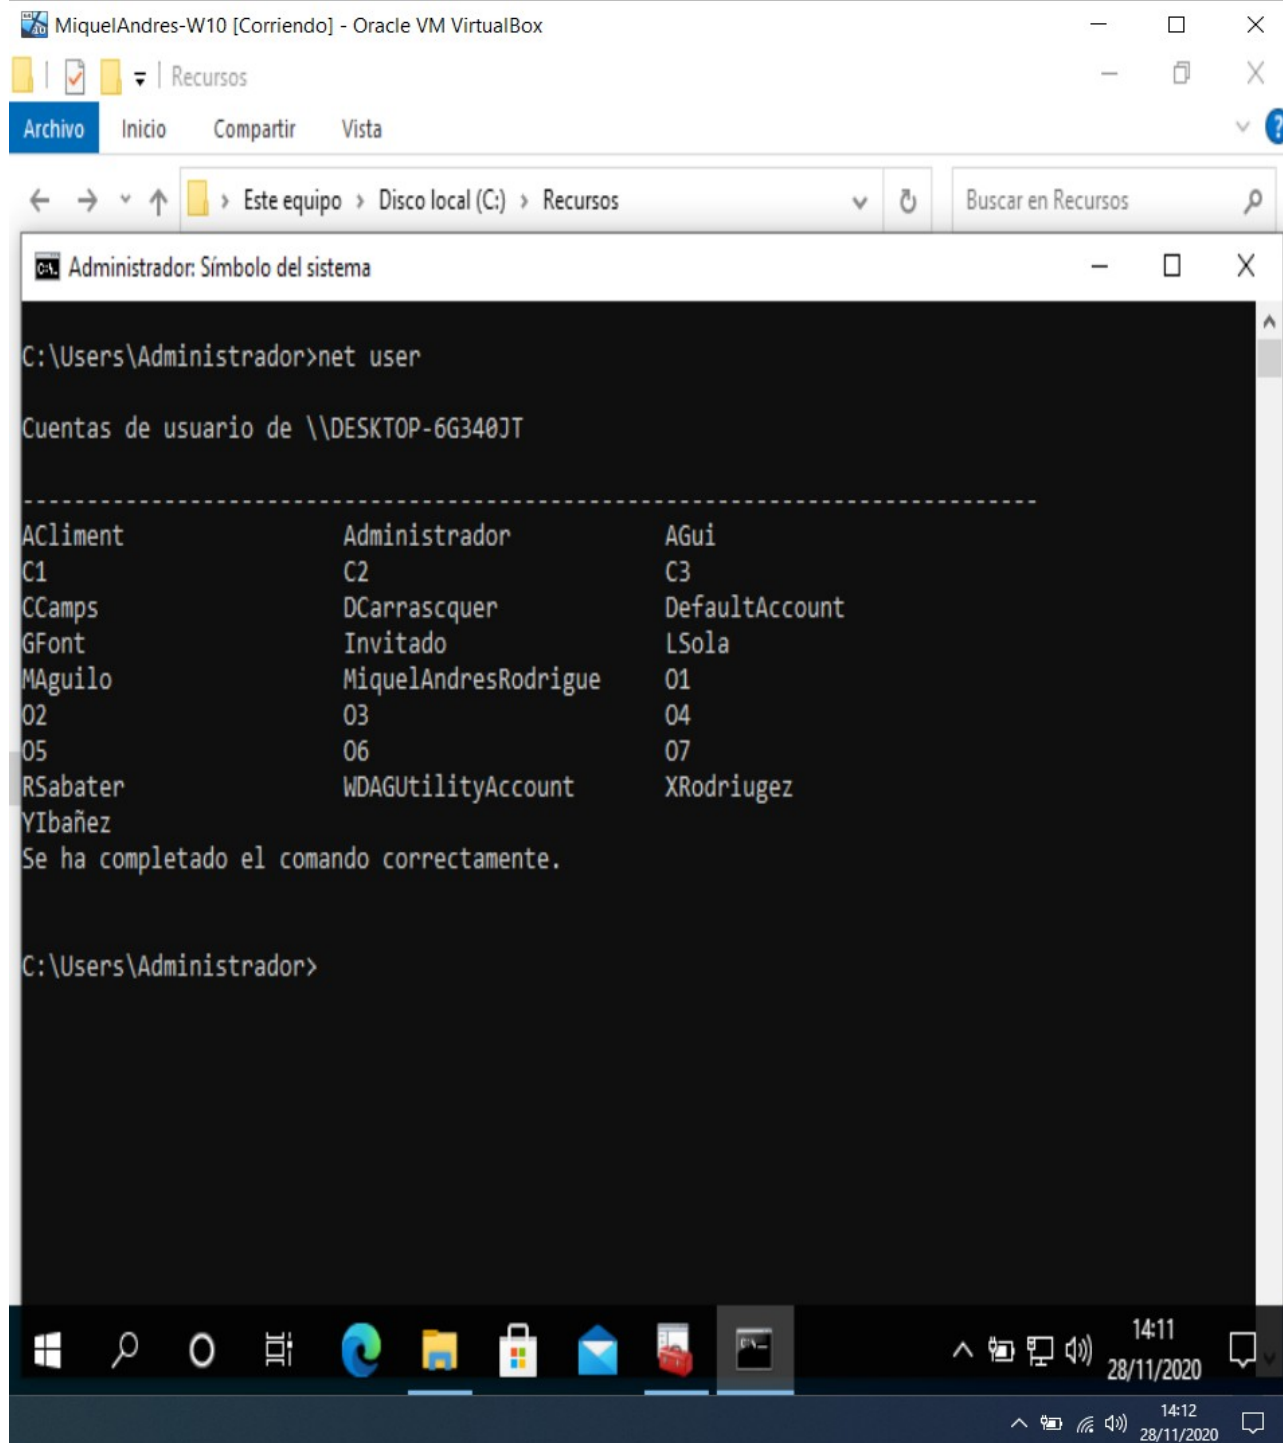 MiquelAndres-W10 [Corriendo] - Oracle VM VirtualBox
Recursos
Archivo Inicio Compartir Vista
Este equipo > Disco local (C:) > Recursos Buscar en Recursos
Administrador: Símbolo del sistema
C:\Users\Administrador>net user
Cuentas de usuario de \\DESKTOP-6G340JT
-------------------------------------------------------------------------------
ACliment Administrador AGui
C1 C2 C3
CCamps DCarrascquer DefaultAccount
GFont Invitado LSola
MAguilo MiquelAndresRodrigue O1
O2 O3 O4
O5 O6 O7
RSabater WDAGUtilityAccount XRodriugez
YIbañez
Se ha completado el comando correctamente.
C:\Users\Administrador>
14:11
28/11/2020
14:12
28/11/2020